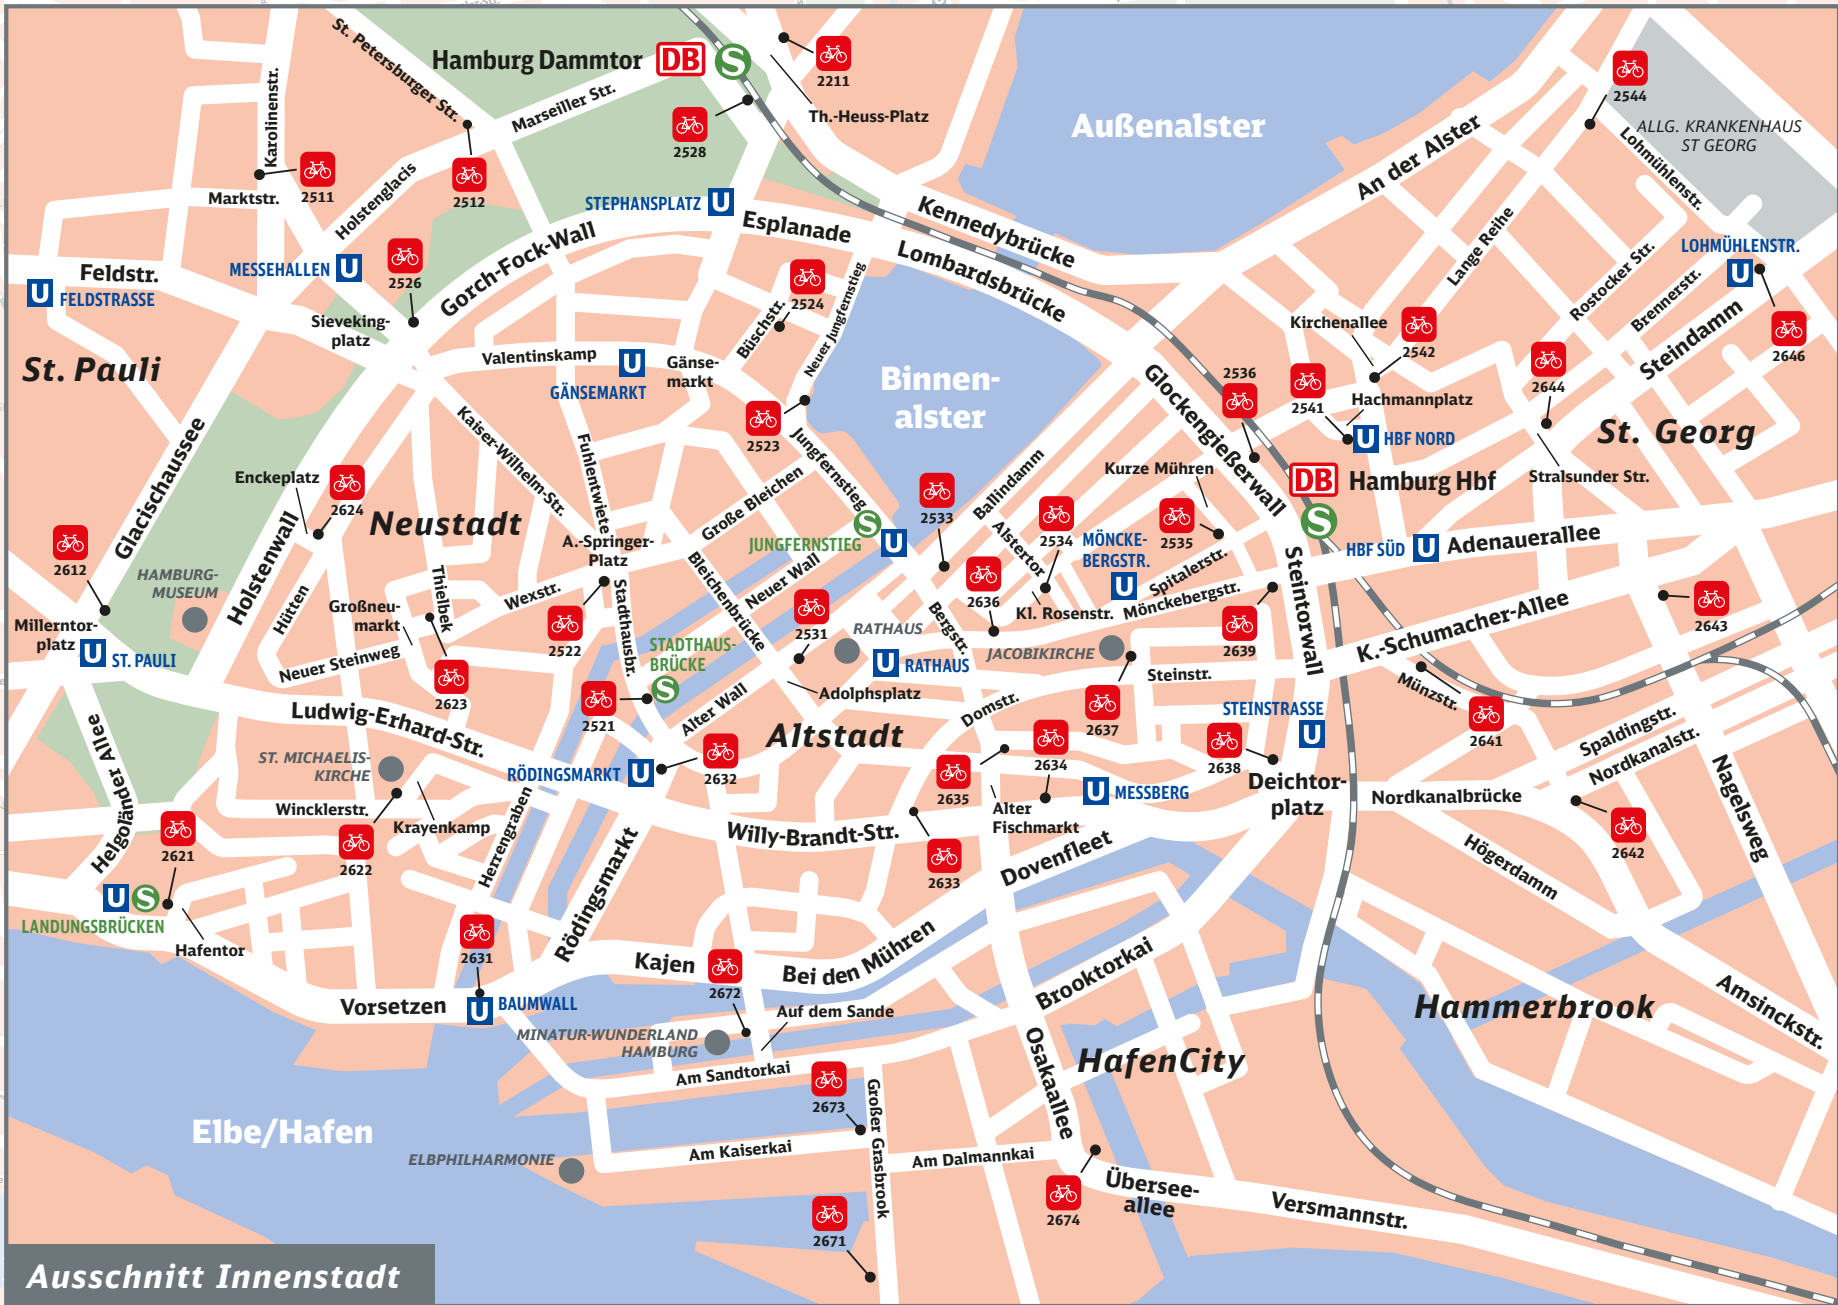 St. Petersburger Str.
Hamburg Dammtor
DB
S
2211
Th.-Heuss-Platz
Marseiller Str.
2528
Karolinenstr.
2511
Marktstr.
Holstenglacis
2512
Außenalster
2544
ALLG. KRANKENHAUS
ST GEORG
Lohmühlenstr.
An der Alster
STEPHANSPLATZ
U
Esplanade
Kennedybrücke
Lombardsbrücke
Lange Reihe
Rostocker Str.
Brennerstr.
LOHMÜHLENSTR.
U
Steindamm
2646
Feldstr.
U
FELDSTRASSE
MESSEHALLEN
U
2526
Gorch-Fock-Wall
Sieveking-
platz
2524
Büschstr.
Neuer Jungfernstieg
Kirchenallee
2542
St. Pauli
Valentinskamp
U
GÄNSEMARKT
Gänse-
markt
Binnen-
alster
Glockengießerwall
2536
2541
Hachmannplatz
U
HBF NORD
2644
St. Georg
Stralsunder Str.
2523
Jungfernstieg
Kaiser-Wilhelm-Str.
Fuhlentwiete
Glacischaussee
Enckeplatz
2624
Neustadt
Holstenwall
Große Bleichen
S
JUNGFERNSTIEG
U
2533
Ballindamm
Alstertor
2534
Kurze Mühren
2535
MÖNCKE-
BERGSTR.
U
Spitalerstr.
Mönckebergstr.
DB
Hamburg Hbf
S
HBF SÜD
U
Adenauerallee
Steintorwall
2612
HAMBURG-
MUSEUM
Millerntor-
platz
U
ST. PAULI
Hütten
Großneu-
markt
Thielbek
Wexstr.
A.-Springer-
Platz
2522
Stadthausbr.
Bleichenbrücke
Neuer Wall
2531
RATHAUS
U
RATHAUS
Bergstr.
2636
Kl. Rosenstr.
JACOBIKIRCHE
2639
K.-Schumacher-Allee
2643
Neuer Steinweg
2623
STADTHAUS-
BRÜCKE
S
2521
Alter Wall
Adolphsplatz
Steinstr.
2637
Domstr.
STEINSTRASSE
U
Münzstr.
2641
Spaldingstr.
Nordkanalstr.
Nagelsweg
Helgoländer Allee
Ludwig-Erhard-Str.
ST. MICHAELIS-
KIRCHE
Altstadt
RÖDINGSMARKT
U
2632
2634
2635
2638
Deichtor-
platz
U
MESSBERG
Alter
Fischmarkt
Nordkanalbrücke
2642
Wincklerstr.
Krayenkamp
2622
Herrengraben
Rödingsmarkt
Willy-Brandt-Str.
2633
Dovenfleet
Högerdamm
2621
U
S
LANDUNGSBRÜCKEN
Hafentor
2631
U
BAUMWALL
Vorsetzen
Kajen
2672
Bei den Mühren
Auf dem Sande
Brooktorkai
Amsinckstr.
Hammerbrook
MINATUR-WUNDERLAND
HAMBURG
Am Sandtorkai
Osakaallee
HafenCity
2673
Großer Grasbrook
Elbe/Hafen
ELBPHILHARMONIE
Am Kaiserkai
Am Dalmannkai
2674
Übersee-
allee
Versmannstr.
2671
Ausschnitt Innenstadt